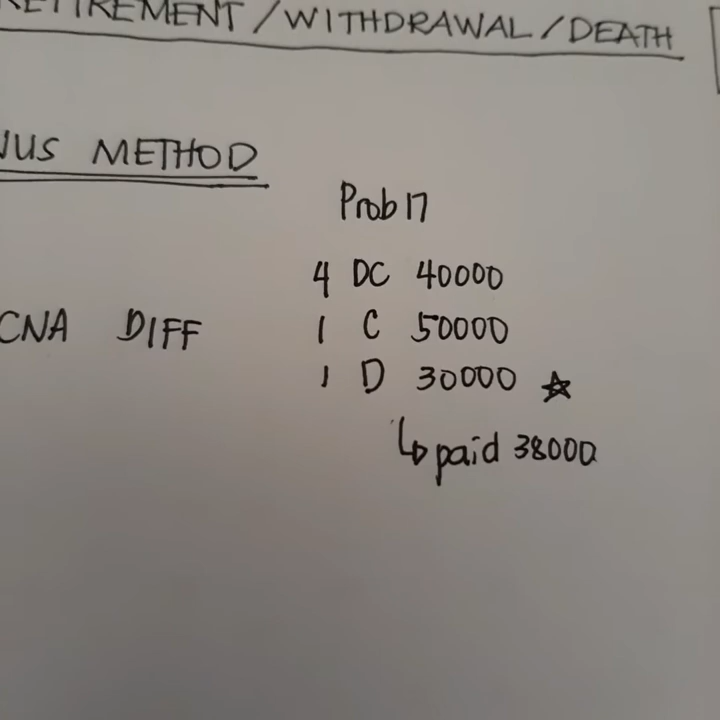 RETIREMENT/WITHDRAWAL/DEATH
METHOD
Prob 17
4 DC 40000
CNA DIFF
1 C 50000
1 D 30000
paid 38000